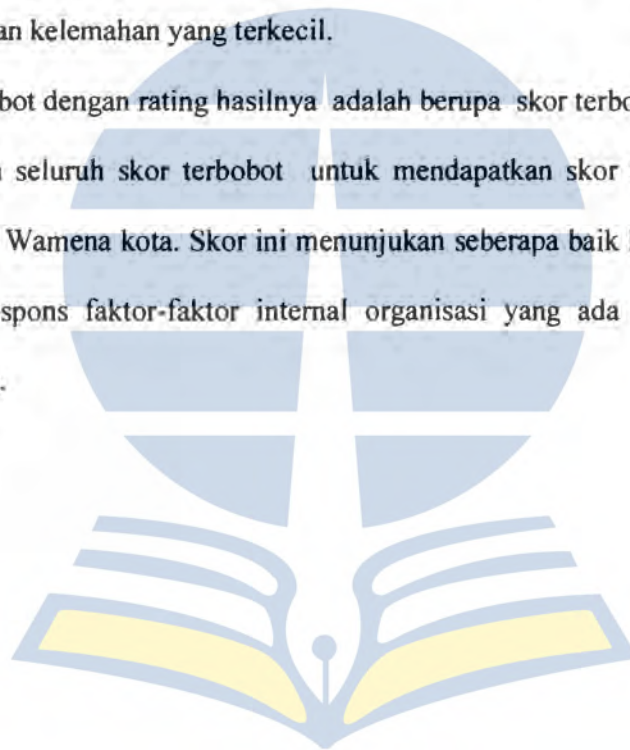 an kelemahan yang terkecil.
bot dengan rating hasilnya adalah berupa skor terbo
seluruh skor terbobot untuk mendapatkan skor
Wamena kota. Skor ini menunjukan seberapa baik
spons faktor-faktor internal organisasi yang ada